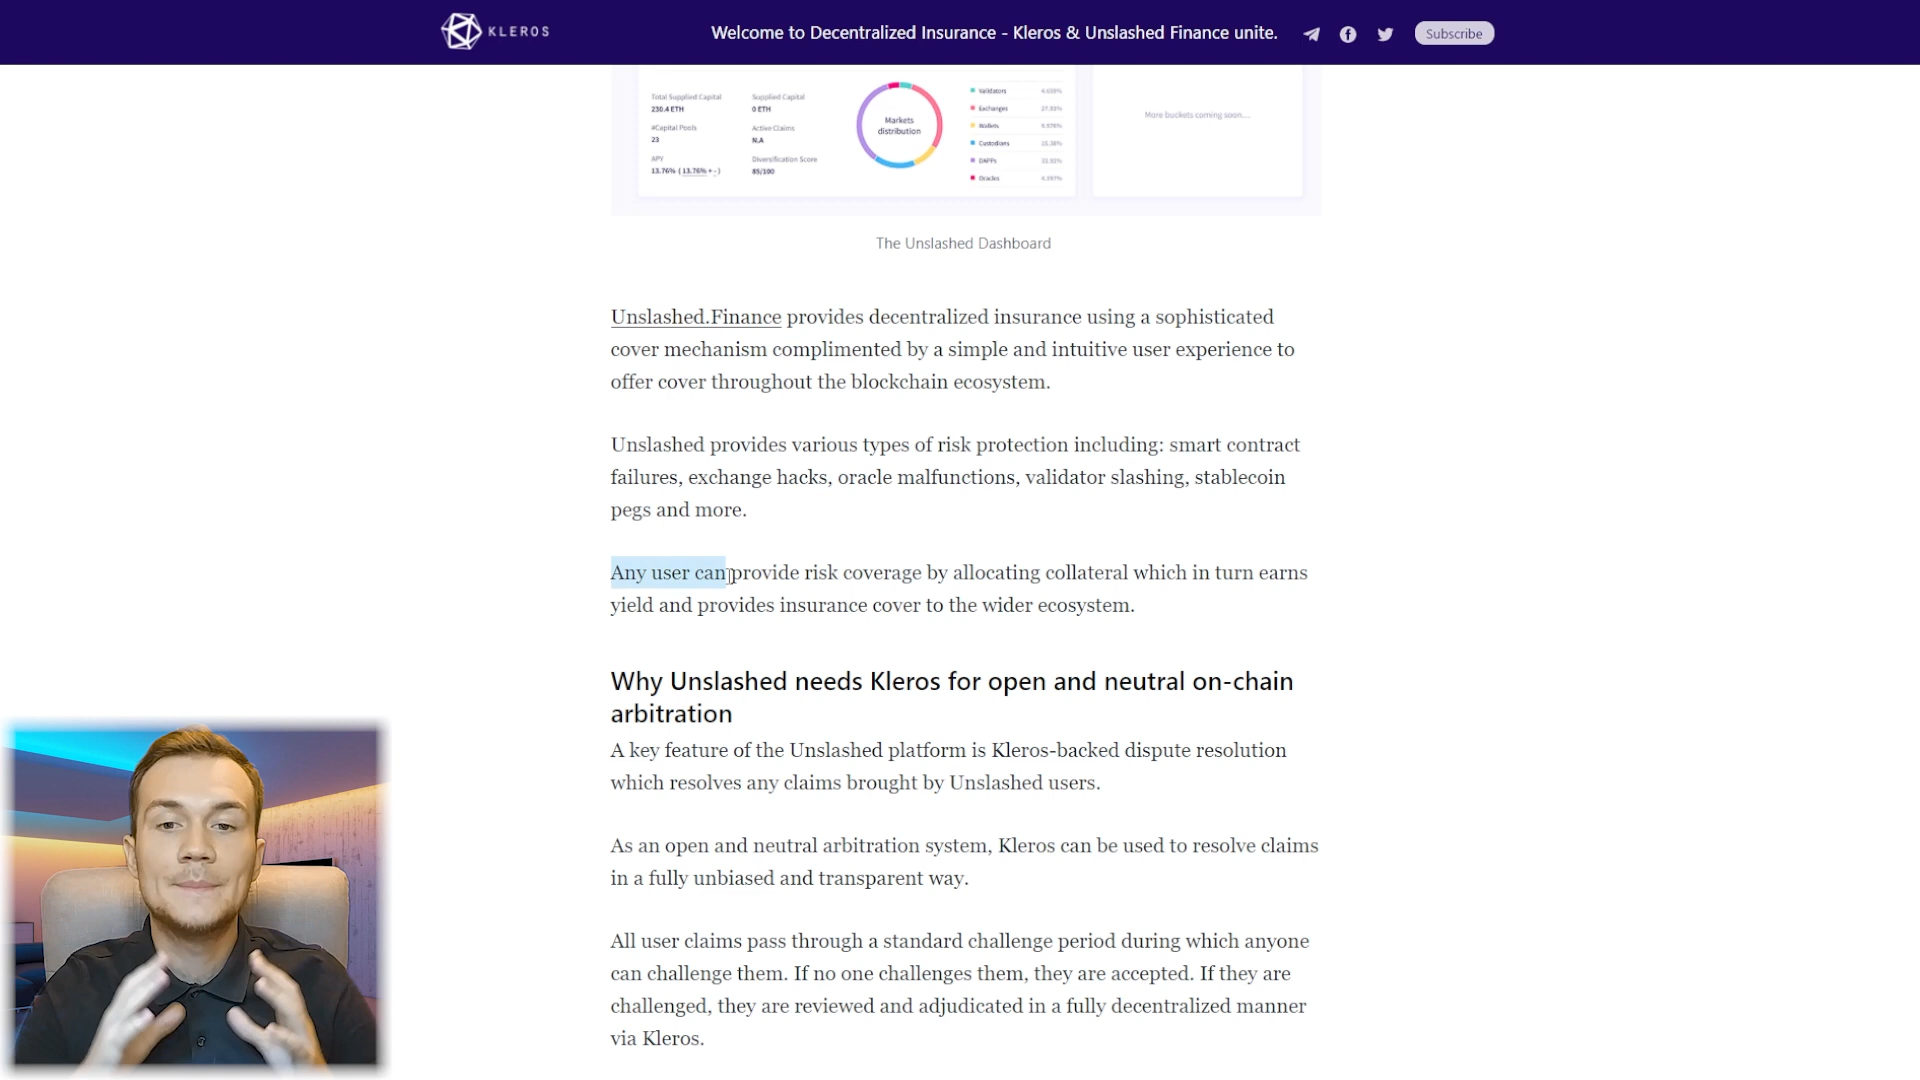 KLEROS
Welcome to Decentralized Insurance - Kleros & Unslashed Finance unite.
Subscribe
Total Supplied Capital
230.4 ETH
Supplied Capital
0 ETH
#Capital Pools
23
Active Claims
N.A
APY
13.76% ( 13.76% + - )
Diversification Score
85/100
Markets
distribution
Validators
Exchanges
Wallets
Custodians
DAPPs
Oracles
More buckets coming soon....
The Unslashed Dashboard
Unslashed.Finance provides decentralized insurance using a sophisticated
cover mechanism complimented by a simple and intuitive user experience to
offer cover throughout the blockchain ecosystem.
Unslashed provides various types of risk protection including: smart contract
failures, exchange hacks, oracle malfunctions, validator slashing, stablecoin
pegs and more.
Any user can provide risk coverage by allocating collateral which in turn earns
yield and provides insurance cover to the wider ecosystem.
Why Unslashed needs Kleros for open and neutral on-chain
arbitration
A key feature of the Unslashed platform is Kleros-backed dispute resolution
which resolves any claims brought by Unslashed users.
As an open and neutral arbitration system, Kleros can be used to resolve claims
in a fully unbiased and transparent way.
All user claims pass through a standard challenge period during which anyone
can challenge them. If no one challenges them, they are accepted. If they are
challenged, they are reviewed and adjudicated in a fully decentralized manner
via Kleros.